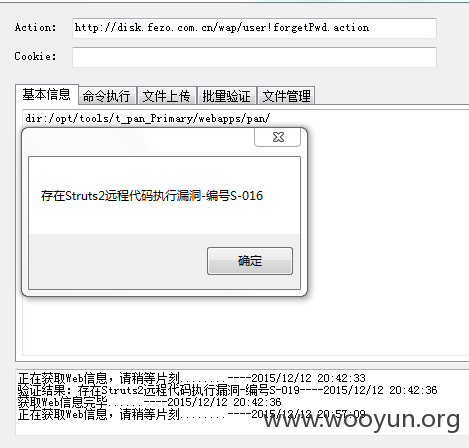 Action: http://disk.fezo.com.cn/wap/user!forgetPwd.action
Cookie:
基本信息 命令执行 文件上传 批量验证 文件管理
dir:/opt/tools/t_pan_Primary/webapps/pan/
存在Struts2远程代码执行漏洞-编号S-016
确定
正在获取Web信息，请稍等片刻........----2015/12/12 20:42:33
验证结果：存在Struts2远程代码执行漏洞-编号S-019----2015/12/12 20:42:36
获取Web信息完毕......----2015/12/12 20:42:36
正在获取Web信息，请稍等片刻........----2015/12/12 20:57:09
www.wooyun.org